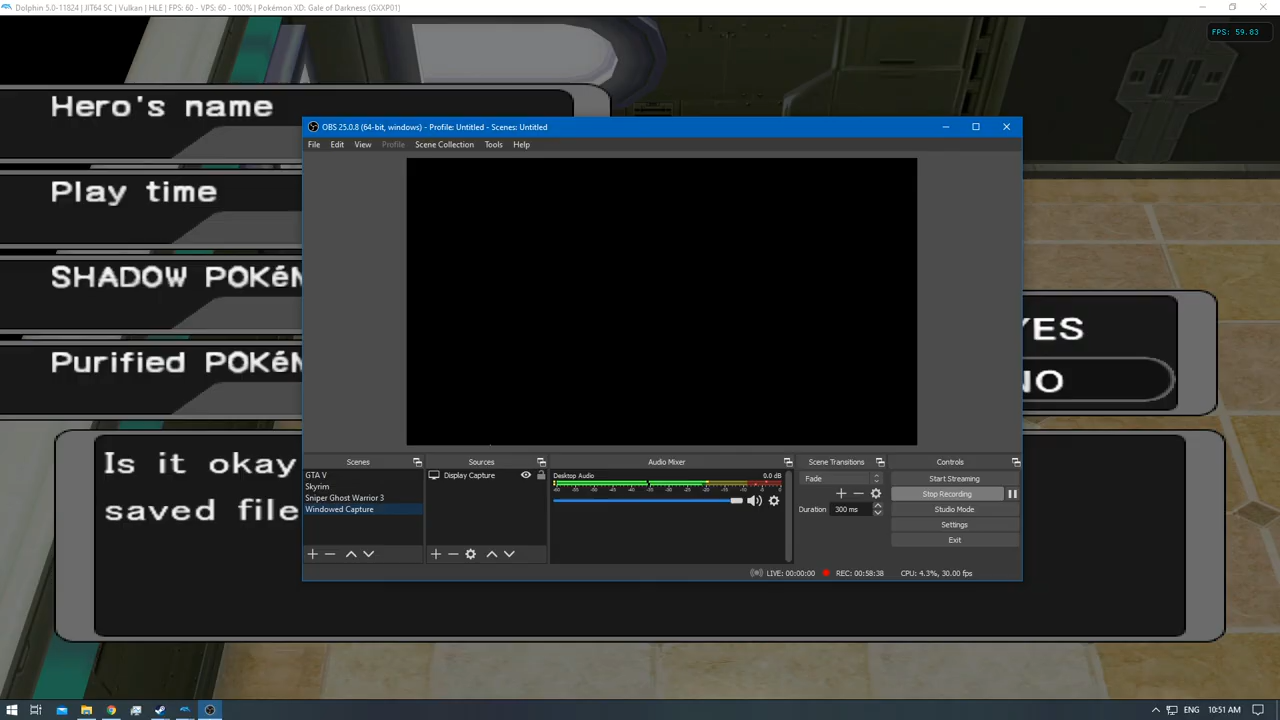 Dolphin 5.0-11824 | JIT64 SC | Vulkan | HLE | FPS: 60 - VPS: 60 - 100% | Pokémon XD: Gale of Darkness (GXXP01)
FPS: 59.83
Hero's name
Play time
SHADOW POKéM
Purified POKéM
YES
NO
Is it okay
saved file
OBS 25.0.8 (64-bit, windows) - Profile: Untitled - Scenes: Untitled
File Edit View Profile Scene Collection Tools Help
Scenes Sources Audio Mixer Scene Transitions Controls
GTA V
Skyrim
Sniper Ghost Warrior 3
Windowed Capture
Display Capture
Desktop Audio 0.0 dB
Fade
Duration 300 ms
Start Streaming
Stop Recording
Studio Mode
Settings
Exit
LIVE: 00:00:00 REC: 00:58:38 CPU: 4.3%, 30.00 fps
ENG 10:51 AM